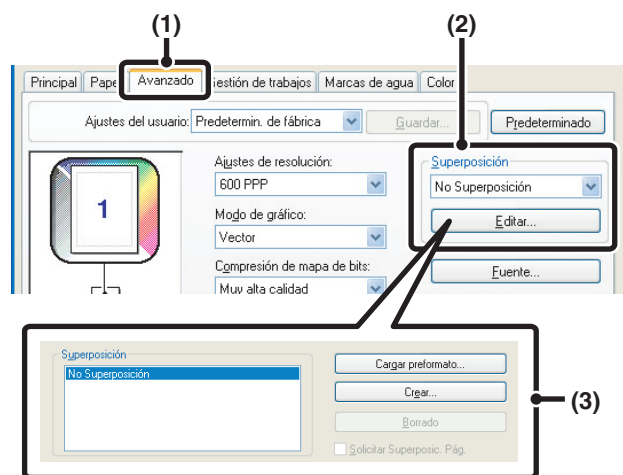 (1)
(2)
Principal Pape Avanzado iestión de trabajos Marcas de agua Color
Ajustes del usuario: Predetermin. de fábrica Guardar... Predeterminado
Ajustes de resolución:
600 PPP
Modo de gráfico:
Vector
Compresión de mapa de bits:
Muy alta calidad
1
Superposición
No Superposición
Editar...
Fuente...
Superposición
No Superposición
Cargar preformato...
Crear...
Borrado
Solicitar Superposic. Pág.
(3)